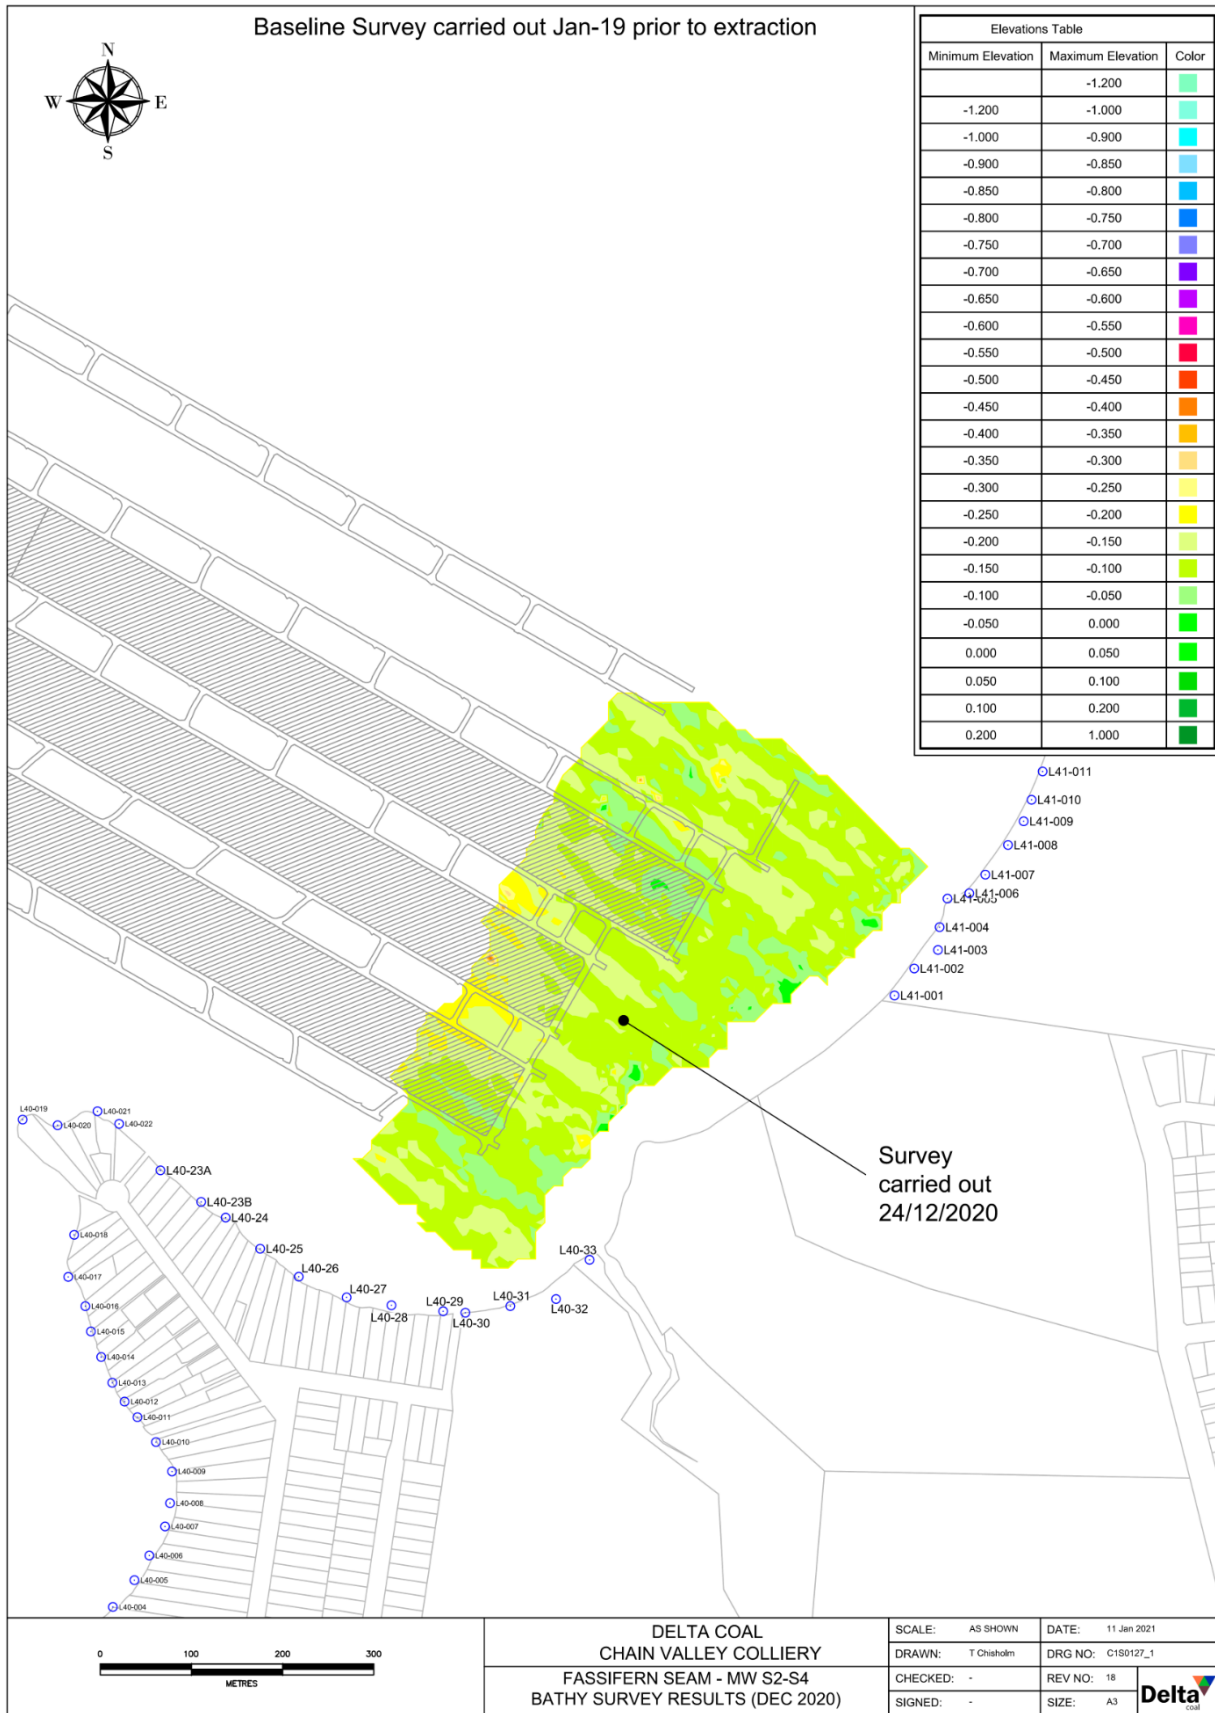 Baseline Survey carried out Jan-19 prior to extraction
N
W E
S
Elevations Table
Minimum Elevation Maximum Elevation Color
-1.200
-1.200 -1.000
-1.000 -0.900
-0.900 -0.850
-0.850 -0.800
-0.800 -0.750
-0.750 -0.700
-0.700 -0.650
-0.650 -0.600
-0.600 -0.550
-0.550 -0.500
-0.500 -0.450
-0.450 -0.400
-0.400 -0.350
-0.350 -0.300
-0.300 -0.250
-0.250 -0.200
-0.200 -0.150
-0.150 -0.100
-0.100 -0.050
-0.050 0.000
0.000 0.050
0.050 0.100
0.100 0.200
0.200 1.000
L41-011
L41-010
L41-009
L41-008
L41-007
L41-006
L41-005
L41-004
L41-003
L41-002
L41-001
Survey
carried out
24/12/2020
L40-019
L40-020
L40-021
L40-022
L40-23A
L40-23B
L40-24
L40-25
L40-26
L40-27
L40-28
L40-29
L40-30
L40-31
L40-32
L40-33
L40-018
L40-017
L40-016
L40-015
L40-014
L40-013
L40-012
L40-011
L40-010
L40-009
L40-008
L40-007
L40-006
L40-005
L40-004
0 100 200 300
METRES
DELTA COAL
CHAIN VALLEY COLLIERY
FASSIFERN SEAM - MW S2-S4
BATHY SURVEY RESULTS (DEC 2020)
SCALE: AS SHOWN DATE: 11 Jan 2021
DRAWN: T Chisholm DRG NO: C1S0127_1
CHECKED: - REV NO: 18
SIGNED: - SIZE: A3
Delta
coal